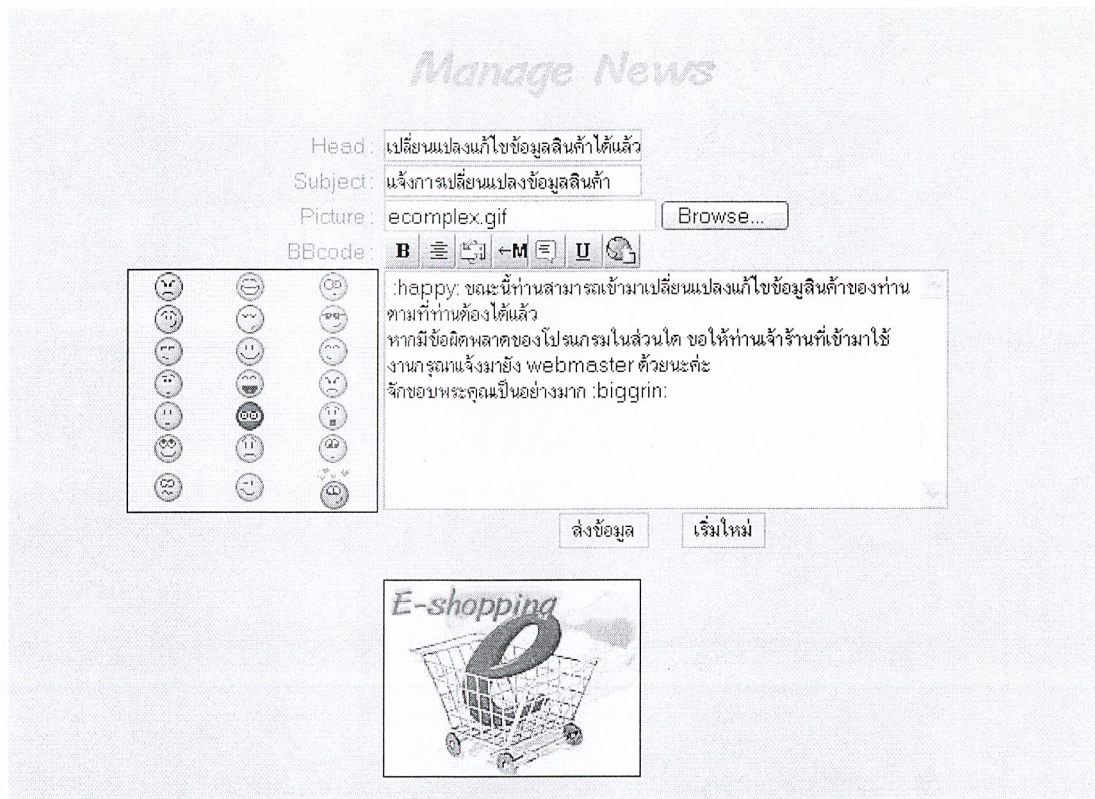 Manage News
Head : เปลี่ยนแปลงแก้ไขข้อมูลสินค้าได้แล้ว
Subject : แจ้งการเปลี่ยนแปลงข้อมูลสินค้า
Picture : ecomplex.gif Browse...
BBcode : B ←M U
:happy: ขณะนี้ท่านสามารถเข้ามาเปลี่ยนแปลงแก้ไขข้อมูลสินค้าของท่าน
ตามที่ท่านต้องได้แล้ว
หากมีข้อผิดพลาดของโปรแกรมในส่วนใด ขอให้ท่านเจ้าร้านที่เข้ามาใช้
งานกรุณาแจ้งมายัง webmaster ด้วยนะค่ะ
จักขอบพระคุณเป็นอย่างมาก :biggrin:
ส่งข้อมูล เริ่มใหม่
E-shopping